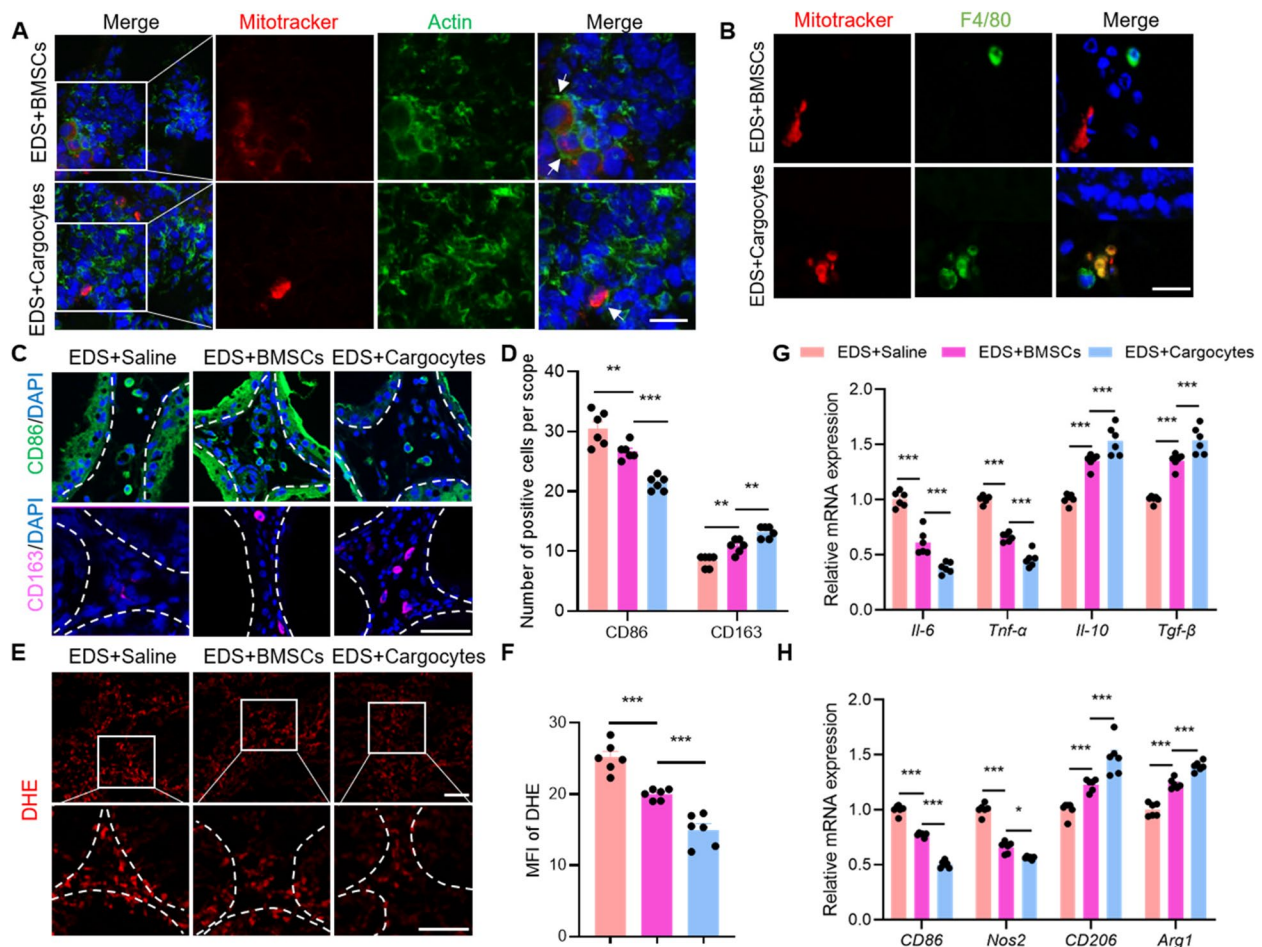 A
Merge
Mitotracker
Actin
Merge
EDS+BMSCs
EDS+Cargocytes
B
Mitotracker
F4/80
Merge
EDS+BMSCs
EDS+Cargocytes
C
EDS+Saline
EDS+BMSCs
EDS+Cargocytes
CD86/DAPI
CD163/DAPI
D
Number of positive cells per scope
40
30
20
10
0
** *** ** **
CD86 CD163
E
EDS+Saline
EDS+BMSCs
EDS+Cargocytes
DHE
F
MFI of DHE
30
20
10
0
*** ***
G
EDS+Saline
EDS+BMSCs
EDS+Cargocytes
Relative mRNA expression
2.0
1.5
1.0
0.5
0.0
*** *** *** *** *** *** *** ***
Il-6 Tnf-α Il-10 Tgf-β
H
Relative mRNA expression
2.0
1.5
1.0
0.5
0.0
*** *** *** * *** *** *** ***
CD86 Nos2 CD206 Arg1